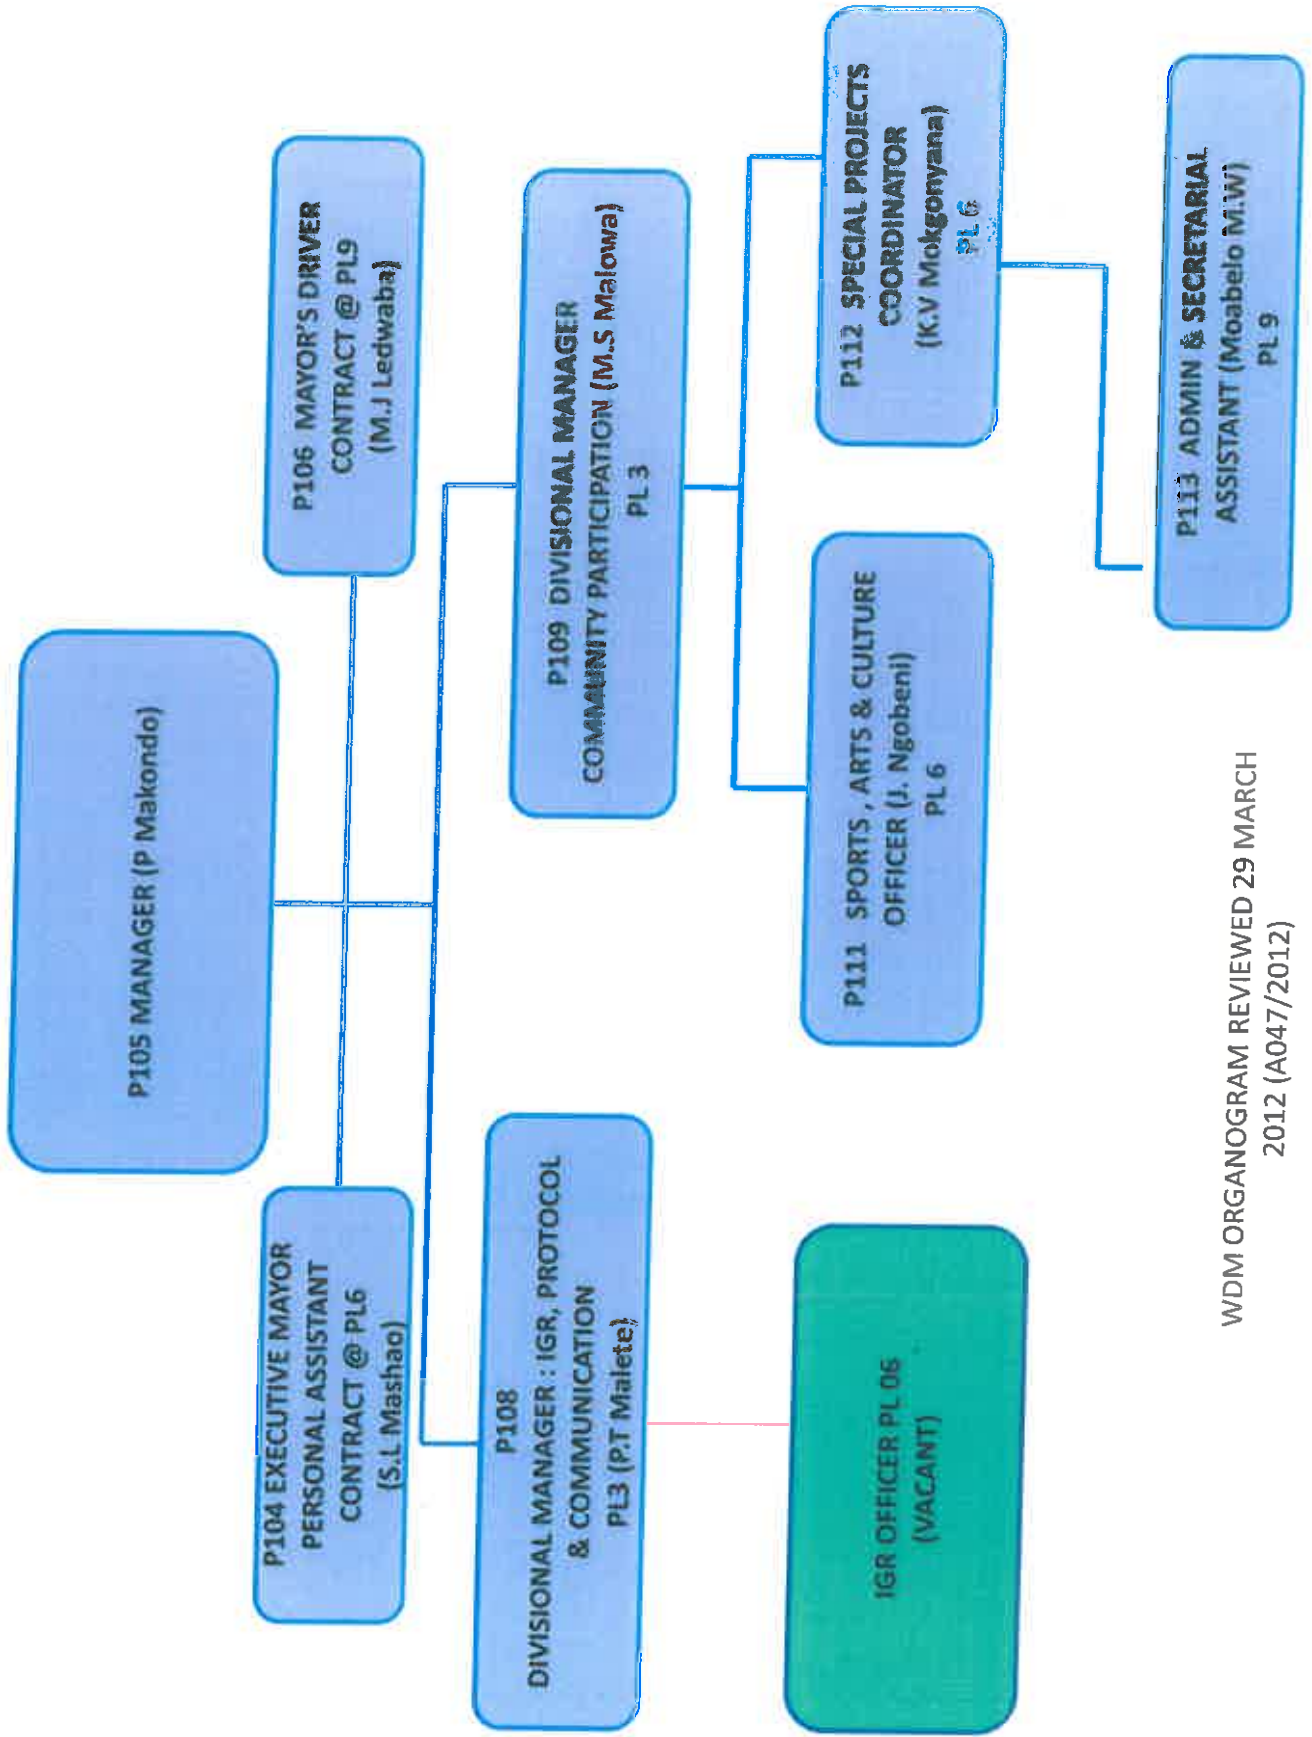 P105 MANAGER (P Makondo)
P104 EXECUTIVE MAYOR
PERSONAL ASSISTANT
CONTRACT @ PL6
(S.L Mashao)
P106 MAYOR'S DRIVER
CONTRACT @ PL9
(M.J Ledwaba)
P108
DIVISIONAL MANAGER : IGR, PROTOCOL
& COMMUNICATION
PL3 (P.T Malete)
P109 DIVISIONAL MANAGER
COMMUNITY PARTICIPATION (M.S Malowa)
PL 3
IGR OFFICER PL 06
(VACANT)
P111 SPORTS , ARTS & CULTURE
OFFICER (J. Ngobeni)
PL 6
P112 SPECIAL PROJECTS
COORDINATOR
(K.V Mokgonyana)
PL 6
P113 ADMIN & SECRETARIAL
ASSISTANT (Moabelo M.W)
PL 9
WDM ORGANOGRAM REVIEWED 29 MARCH
2012 (A047/2012)